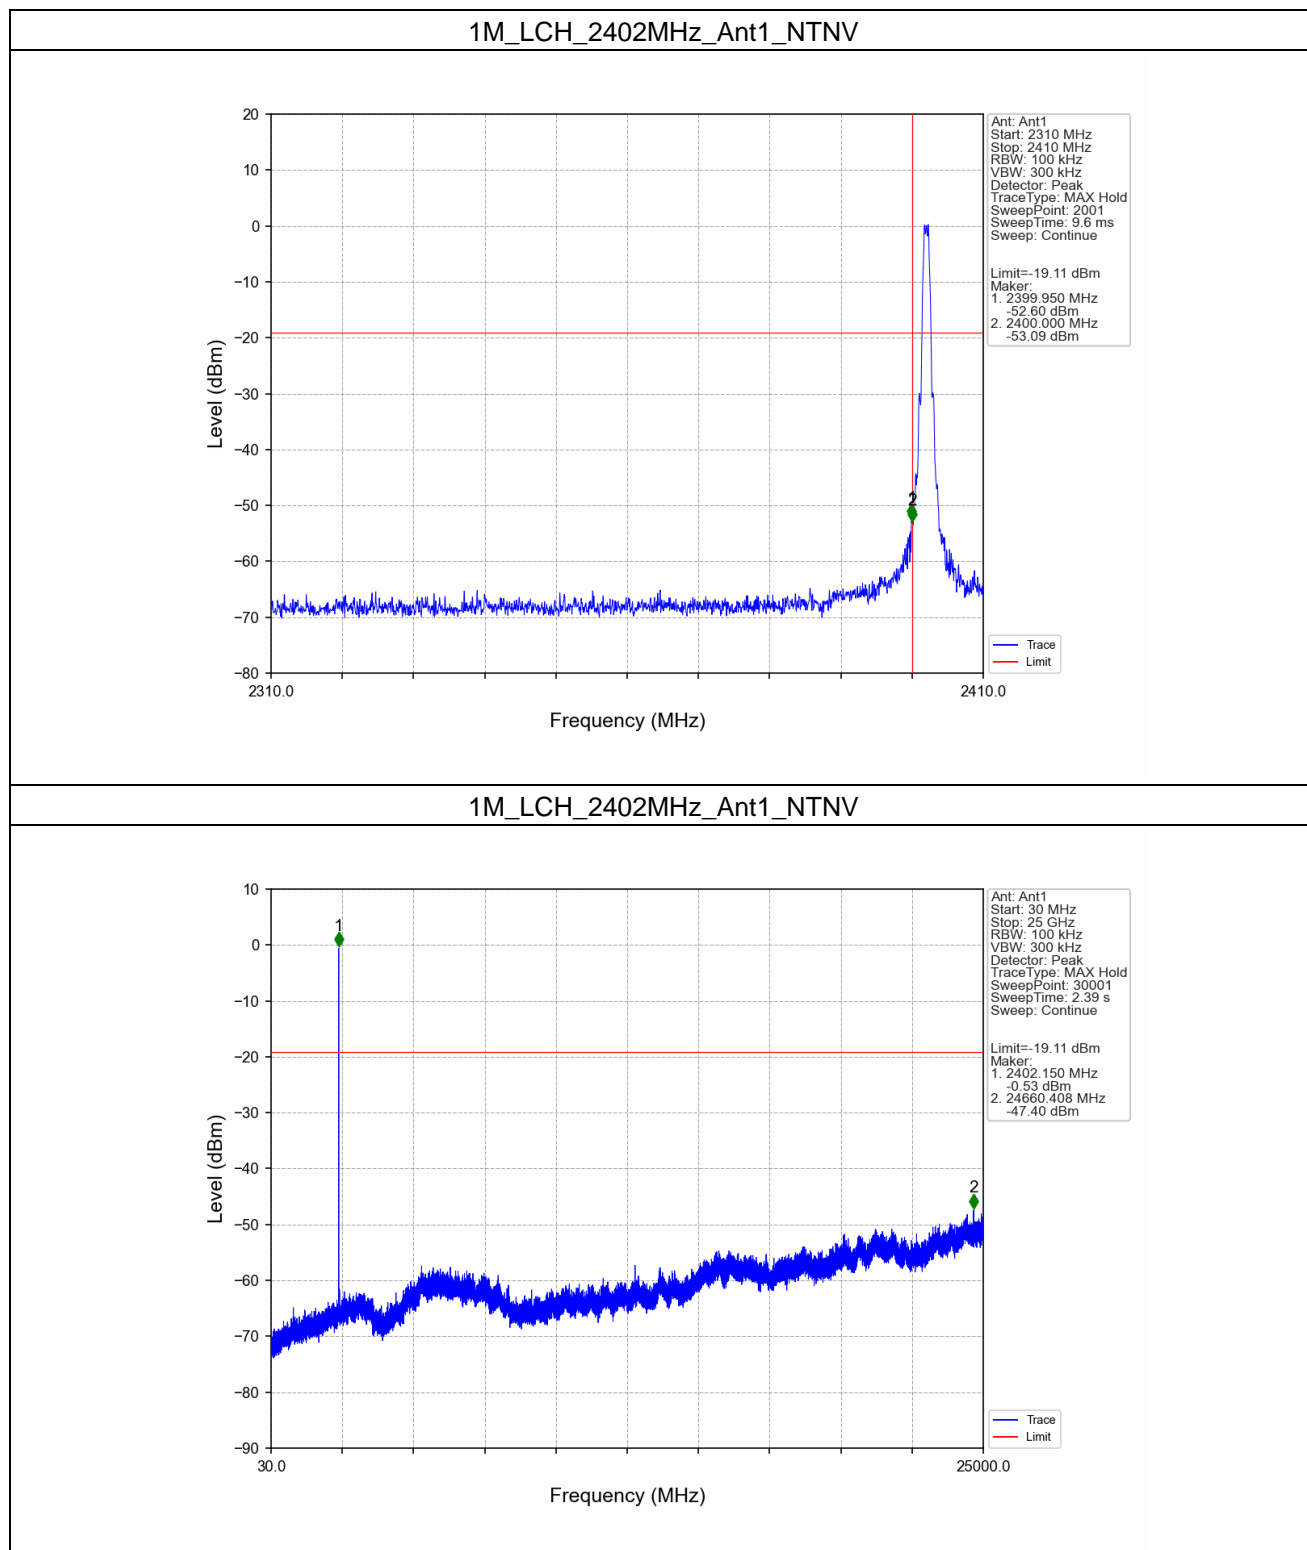 1M_LCH_2402MHz_Ant1_NTNV
20
10
0
−10
−20
−30
−40
−50
−60
−70
−80
Level (dBm)
2310.0
2410.0
Frequency (MHz)
2
Ant: Ant1
Start: 2310 MHz
Stop: 2410 MHz
RBW: 100 kHz
VBW: 300 kHz
Detector: Peak
TraceType: MAX Hold
SweepPoint: 2001
SweepTime: 9.6 ms
Sweep: Continue
Limit=-19.11 dBm
Maker:
1. 2399.950 MHz
-52.60 dBm
2. 2400.000 MHz
-53.09 dBm
Trace
Limit
1M_LCH_2402MHz_Ant1_NTNV
10
0
−10
−20
−30
−40
−50
−60
−70
−80
−90
Level (dBm)
30.0
25000.0
Frequency (MHz)
1
2
Ant: Ant1
Start: 30 MHz
Stop: 25 GHz
RBW: 100 kHz
VBW: 300 kHz
Detector: Peak
TraceType: MAX Hold
SweepPoint: 30001
SweepTime: 2.39 s
Sweep: Continue
Limit=-19.11 dBm
Maker:
1. 2402.150 MHz
-0.53 dBm
2. 24660.408 MHz
-47.40 dBm
Trace
Limit